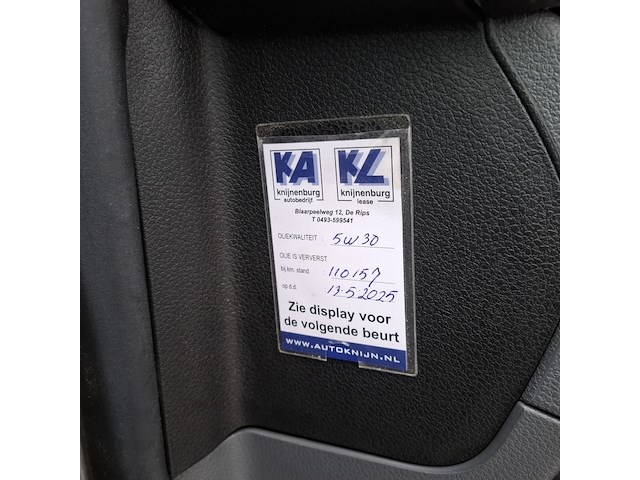 KA KL
knijnenburg knijnenburg
autobedrijf lease
Blaarpeelweg 12, De Rips
T 0493-599541
OLIEKWALITEIT : 5W30
OLIE IS VERVERST
bij km. stand : 110157
op d.d. : 13-5-2025
Zie display voor
de volgende beurt
WWW.AUTOKNIJN.NL